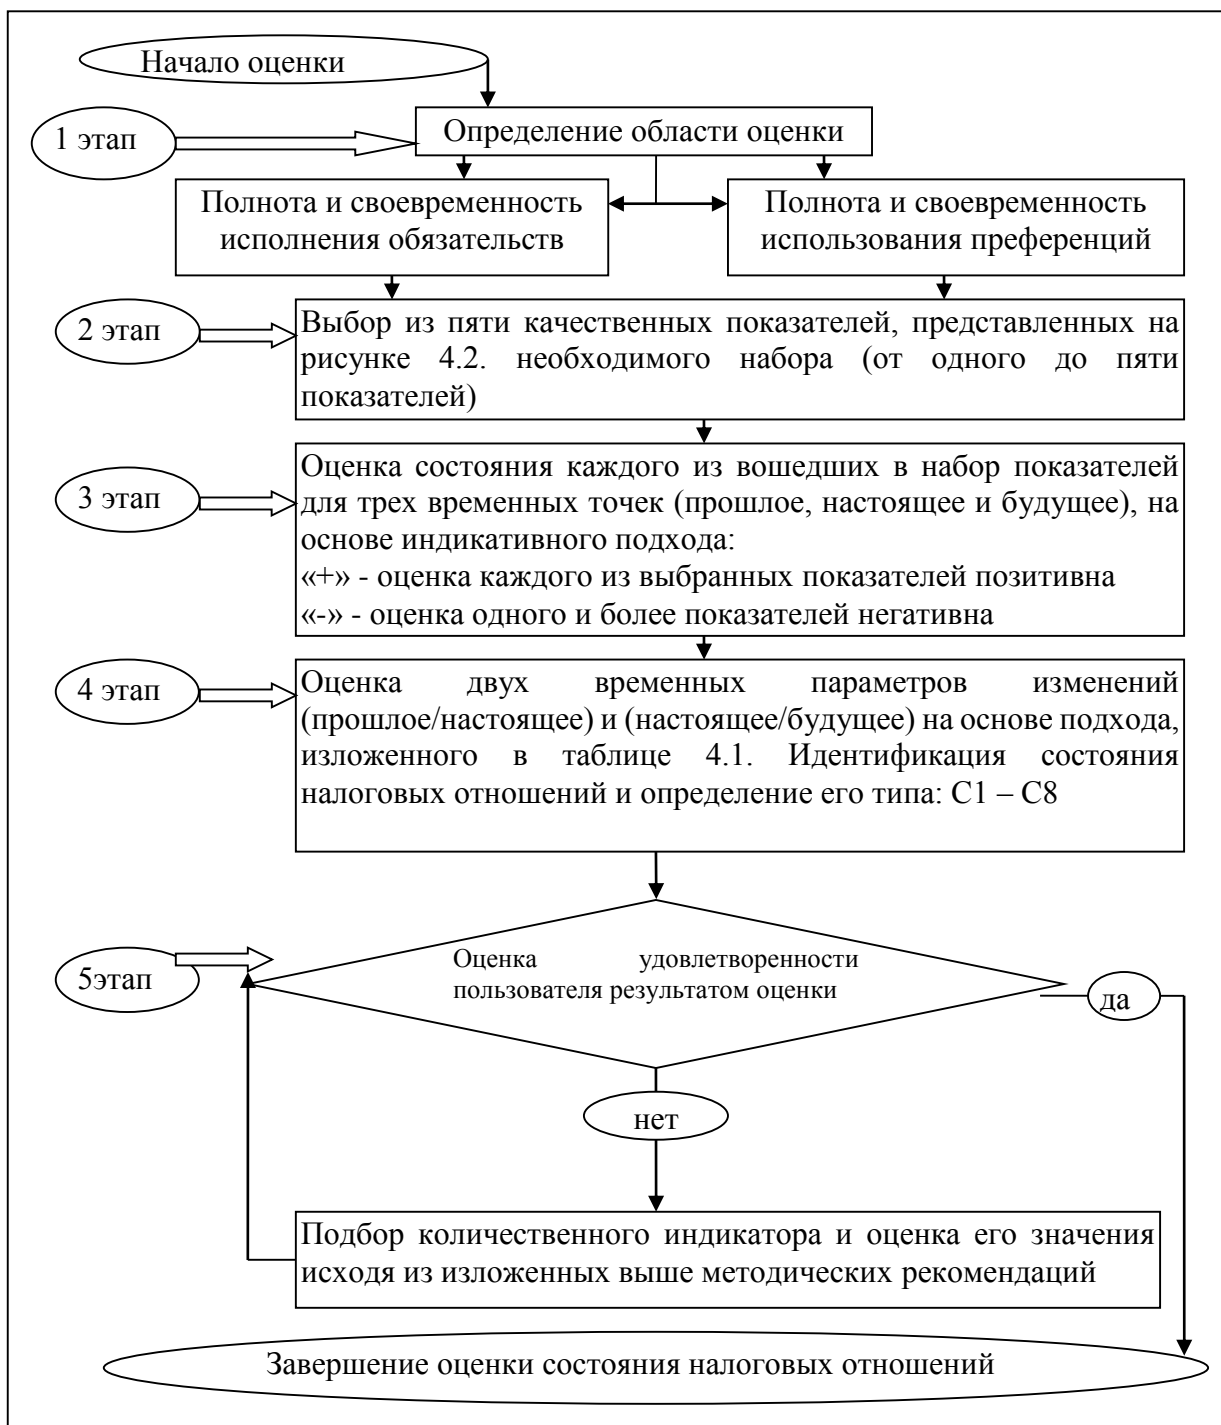 Начало оценки
1 этап
Определение области оценки
Полнота и своевременность
исполнения обязательств
Полнота и своевременность
использования преференций
2 этап
Выбор из пяти качественных показателей, представленных на
рисунке 4.2. необходимого набора (от одного до пяти
показателей)
3 этап
Оценка состояния каждого из вошедших в набор показателей
для трех временных точек (прошлое, настоящее и будущее), на
основе индикативного подхода:
«+» - оценка каждого из выбранных показателей позитивна
«-» - оценка одного и более показателей негативна
4 этап
Оценка двух временных параметров изменений
(прошлое/настоящее) и (настоящее/будущее) на основе подхода,
изложенного в таблице 4.1. Идентификация состояния
налоговых отношений и определение его типа: С1 – С8
5этап
Оценка удовлетворенности
пользователя результатом оценки
да
нет
Подбор количественного индикатора и оценка его значения
исходя из изложенных выше методических рекомендаций
Завершение оценки состояния налоговых отношений